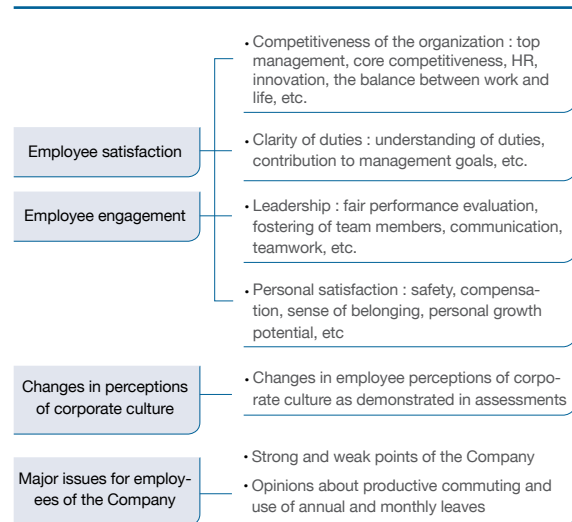 • Competitiveness of the organization : top
management, core competitiveness, HR,
innovation, the balance between work and
life, etc.
Employee satisfaction
• Clarity of duties : understanding of duties,
contribution to management goals, etc.
Employee engagement
• Leadership : fair performance evaluation,
fostering of team members, communication,
teamwork, etc.
• Personal satisfaction : safety, compensa-
tion, sense of belonging, personal growth
potential, etc
Changes in perceptions
of corporate culture
• Changes in employee perceptions of corpo-
rate culture as demonstrated in assessments
Major issues for employ-
ees of the Company
• Strong and weak points of the Company
• Opinions about productive commuting and
use of annual and monthly leaves